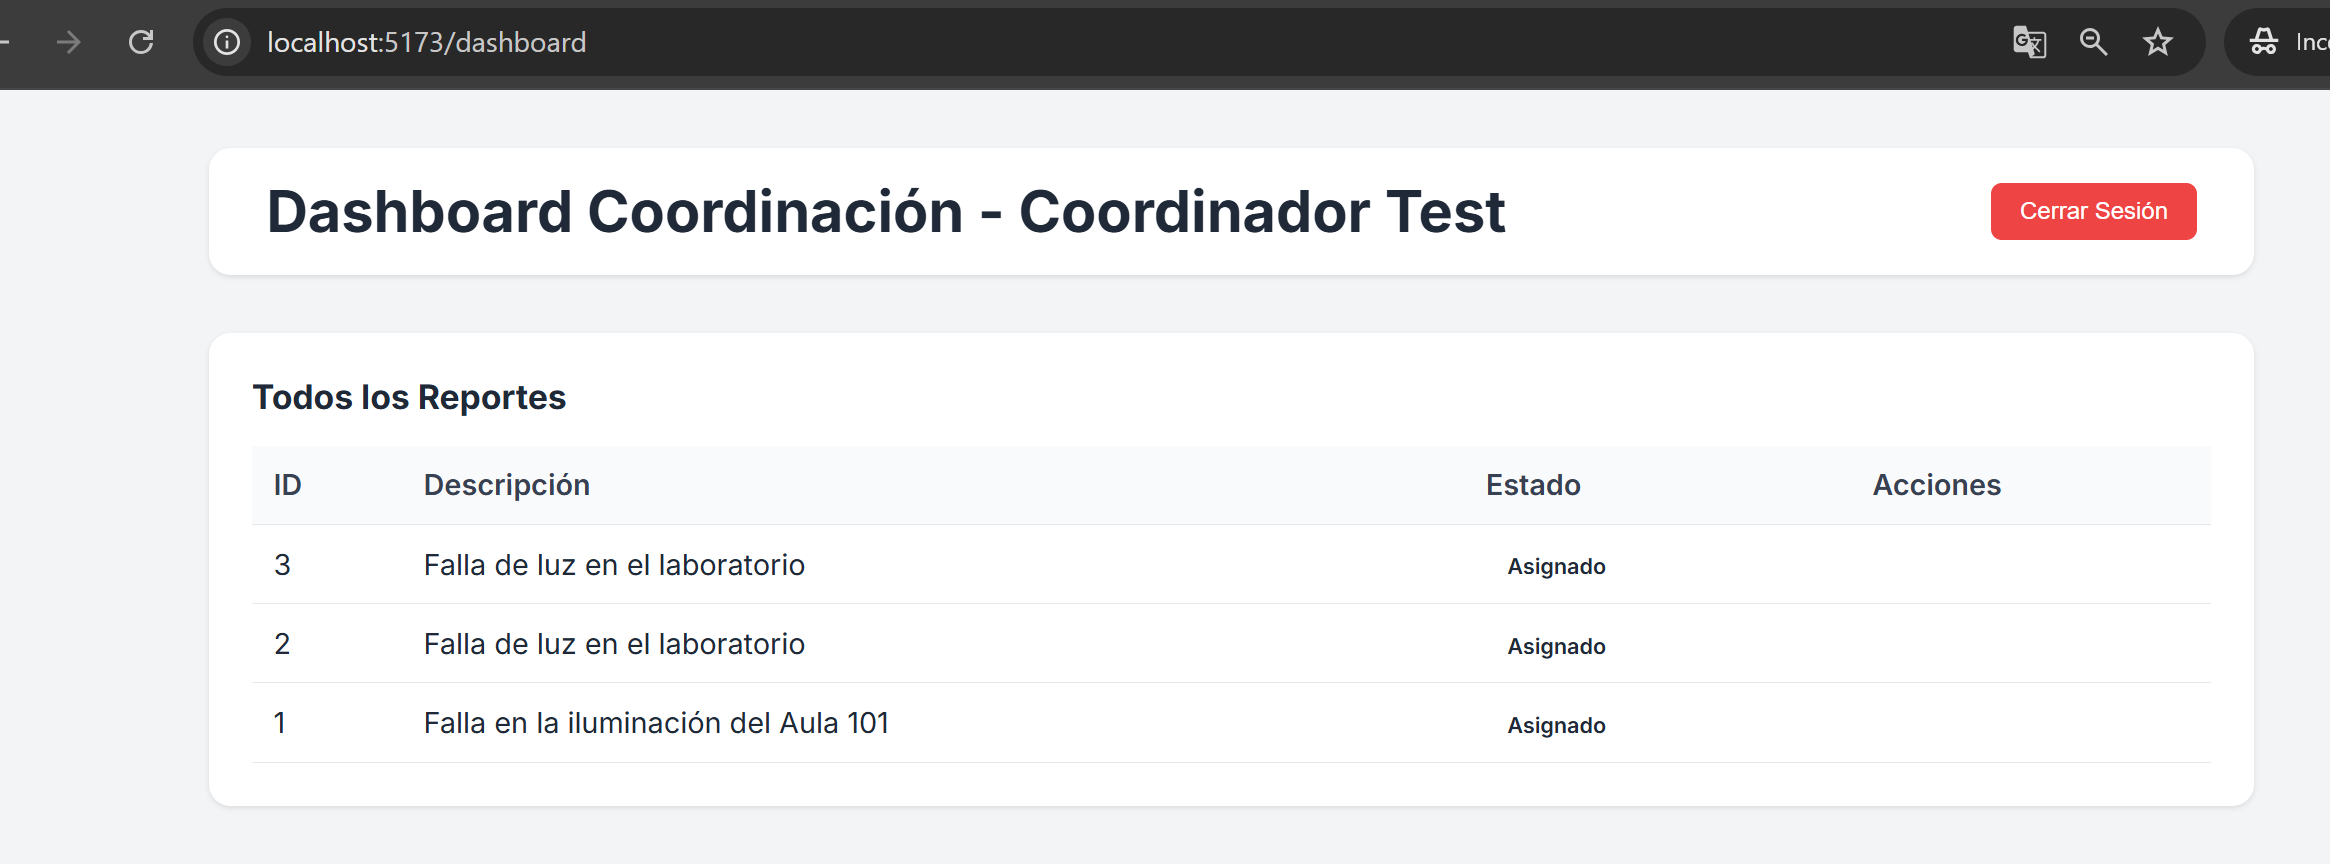 localhost:5173/dashboard
Dashboard Coordinación - Coordinador Test
Cerrar Sesión
Todos los Reportes
ID Descripción Estado Acciones
3 Falla de luz en el laboratorio Asignado
2 Falla de luz en el laboratorio Asignado
1 Falla en la iluminación del Aula 101 Asignado